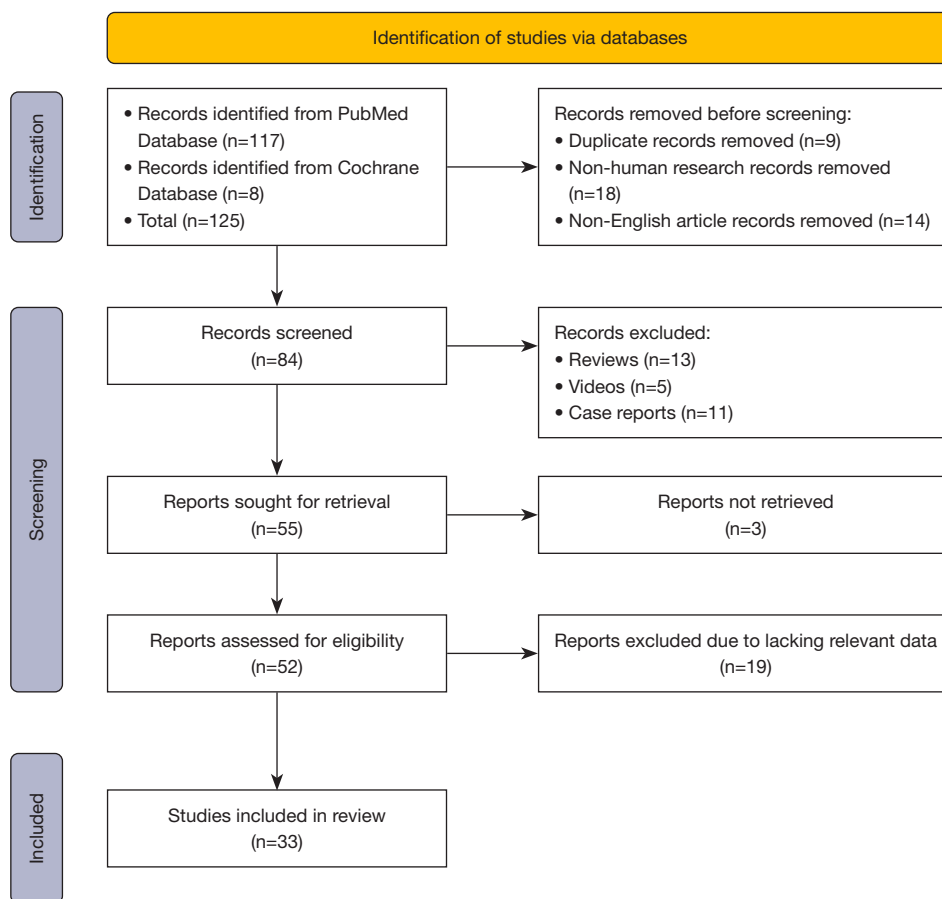 Identification of studies via databases
Identification
• Records identified from PubMed
Database (n=117)
• Records identified from Cochrane
Database (n=8)
• Total (n=125)
Records removed before screening:
• Duplicate records removed (n=9)
• Non-human research records removed
(n=18)
• Non-English article records removed (n=14)
Screening
Records screened
(n=84)
Records excluded:
• Reviews (n=13)
• Videos (n=5)
• Case reports (n=11)
Reports sought for retrieval
(n=55)
Reports not retrieved
(n=3)
Reports assessed for eligibility
(n=52)
Reports excluded due to lacking relevant data
(n=19)
Included
Studies included in review
(n=33)